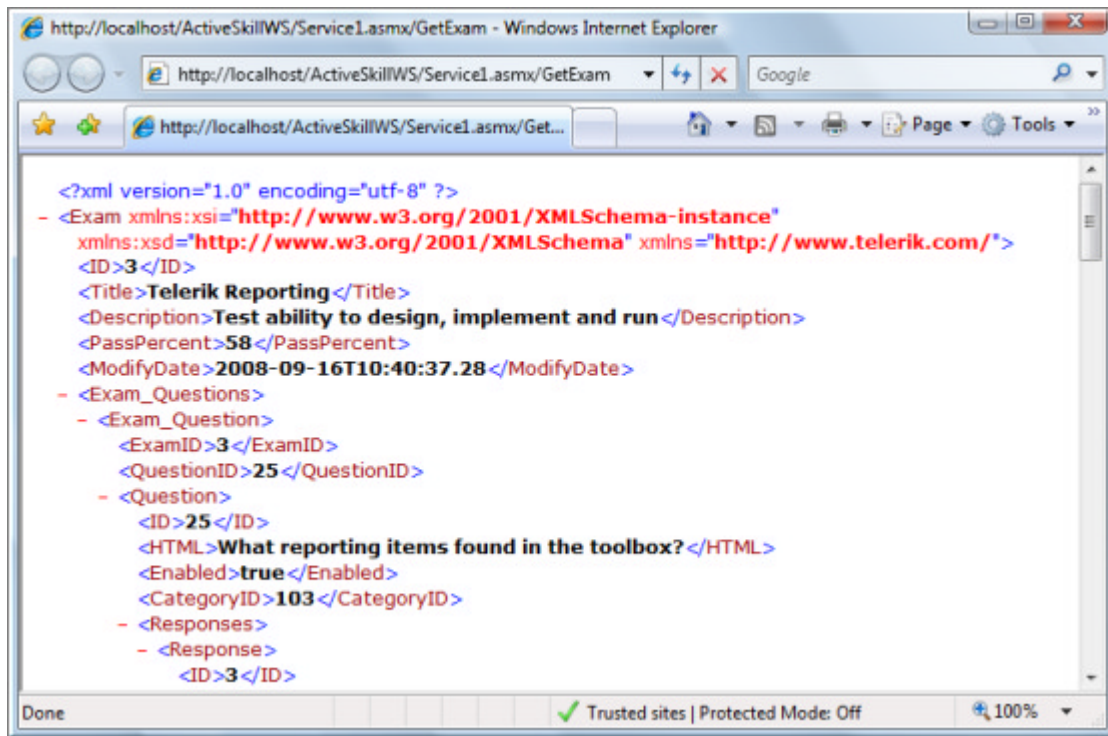 http://localhost/ActiveSkillWS/Service1.asmx/GetExam - Windows Internet Explorer
http://localhost/ActiveSkillWS/Service1.asmx/GetExam Google
http://localhost/ActiveSkillWS/Service1.asmx/Get... Page Tools
<?xml version="1.0" encoding="utf-8" ?>
- <Exam xmlns:xsi="http://www.w3.org/2001/XMLSchema-instance"
xmlns:xsd="http://www.w3.org/2001/XMLSchema" xmlns="http://www.telerik.com/">
<ID>3</ID>
<Title>Telerik Reporting</Title>
<Description>Test ability to design, implement and run</Description>
<PassPercent>58</PassPercent>
<ModifyDate>2008-09-16T10:40:37.28</ModifyDate>
- <Exam_Questions>
- <Exam_Question>
<ExamID>3</ExamID>
<QuestionID>25</QuestionID>
- <Question>
<ID>25</ID>
<HTML>What reporting items found in the toolbox?</HTML>
<Enabled>true</Enabled>
<CategoryID>103</CategoryID>
- <Responses>
- <Response>
<ID>3</ID>
Done Trusted sites | Protected Mode: Off 100%